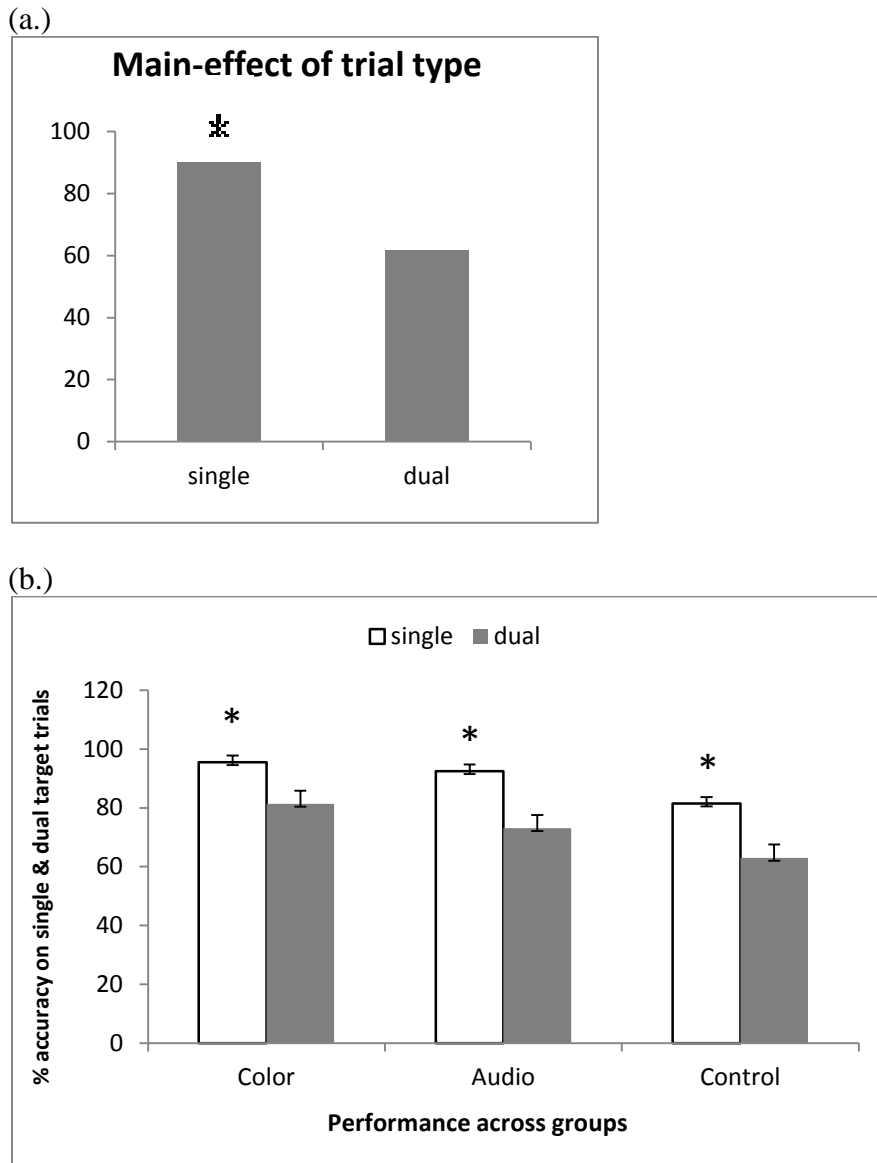 (a.)
Main-effect of trial type
*
100
80
60
40
20
0
single dual
(b.)
single dual
% accuracy on single & dual target trials
120
100
80
60
40
20
0
* * *
Color Audio Control
Performance across groups